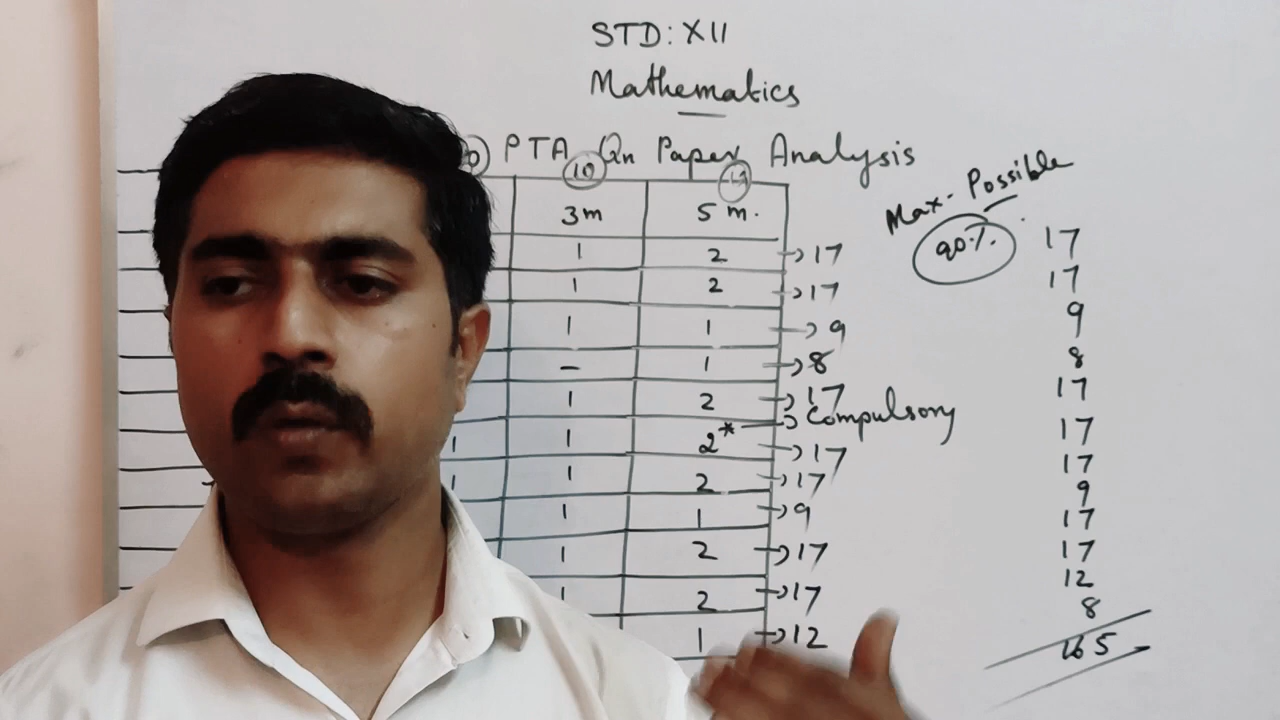 STD: XII
Mathematics
PTA Qn Paper Analysis
10
Max- Possible
90%.
3m 5 m.
1 2 → 17 17
1 2 → 17 17
1 1 → 9 9
- 1 → 8 8
1 2 → 17 17
→ Compulsory
1 1 2* → 17 17
1 1 2 → 17 17
1 1 → 9 9
1 2 → 17 17
1 2 → 17 17
1 → 12 12
8
165